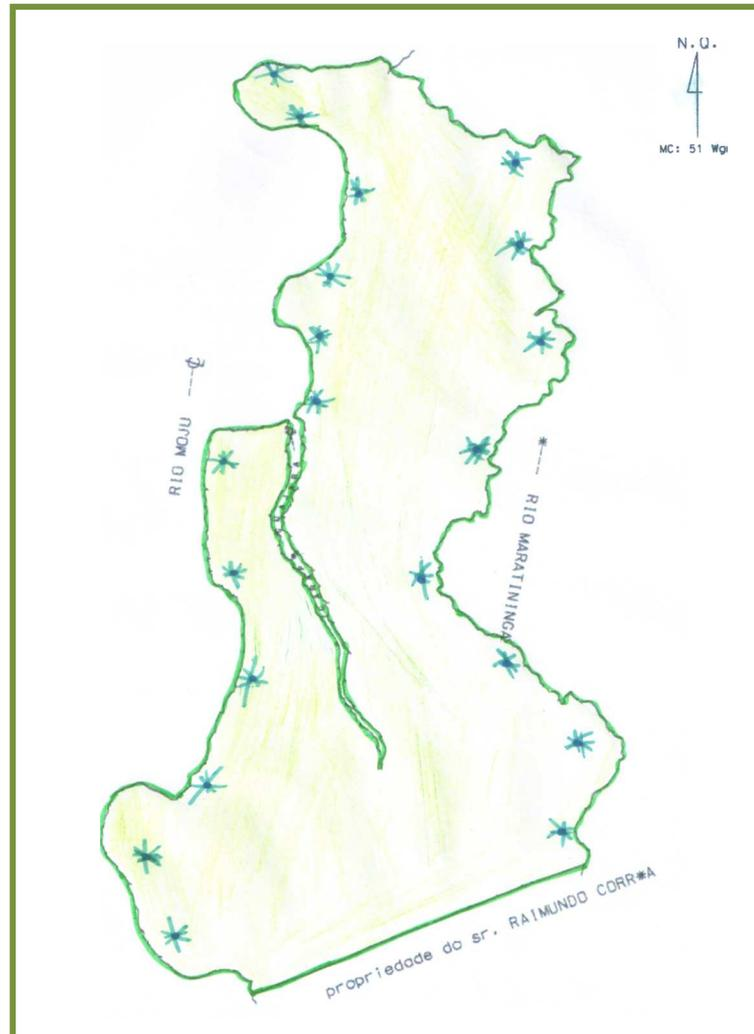 N.Q.
MC: 51 Wgr
RIO MOJU
RIO MARATININGA
propriedade do sr. RAIMUNDO CORR*A